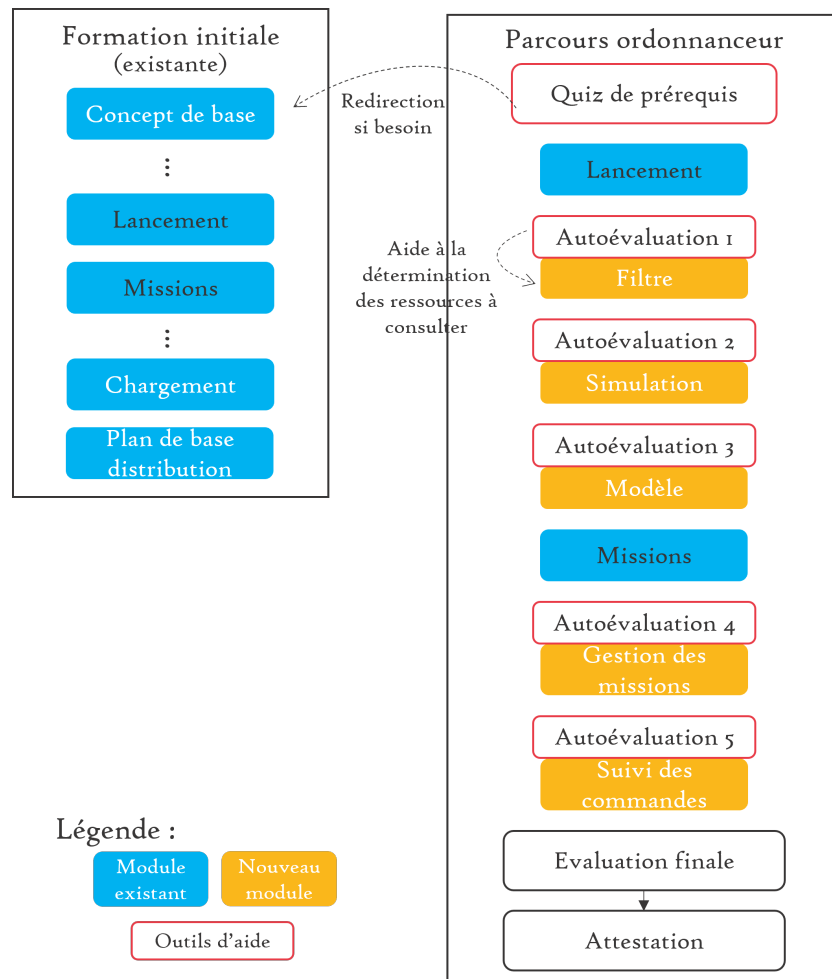 Formation initiale
(existante)
Concept de base
⋮
Lancement
Missions
⋮
Chargement
Plan de base
distribution
Redirection
si besoin
Parcours ordonnanceur
Quiz de prérequis
Lancement
Aide à la
détermination
des ressources à
consulter
Autoévaluation 1
Filtre
Autoévaluation 2
Simulation
Autoévaluation 3
Modèle
Missions
Autoévaluation 4
Gestion des
missions
Autoévaluation 5
Suivi des
commandes
Evaluation finale
Attestation
Légende :
Module
existant
Nouveau
module
Outils d'aide